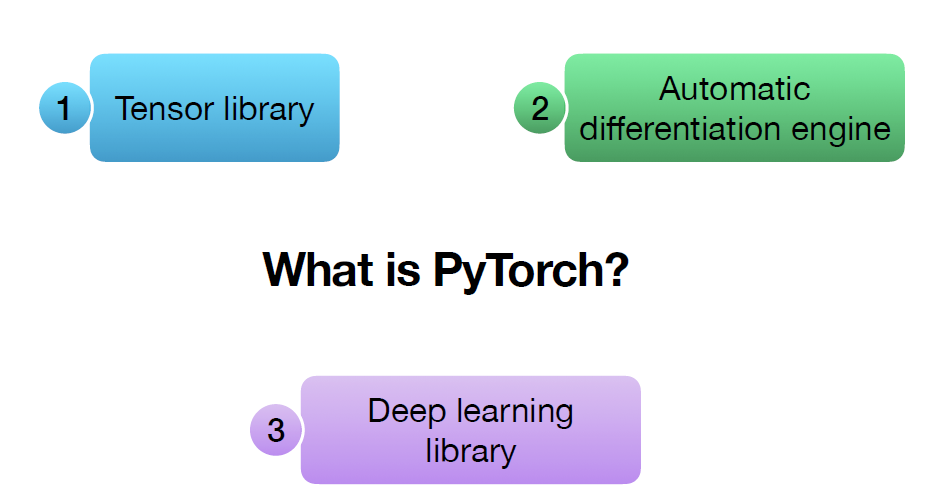 1 Tensor library
2 Automatic
differentiation engine
What is PyTorch?
3 Deep learning
library